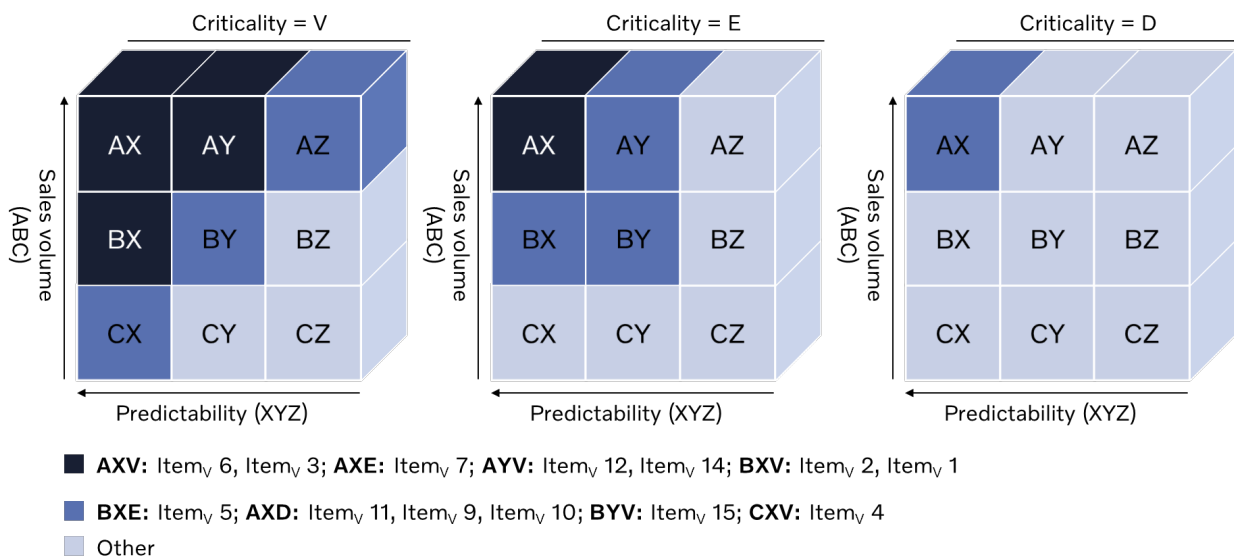 Criticality = V
Sales volume
(ABC)
AX AY AZ
BX BY BZ
CX CY CZ
Predictability (XYZ)
Criticality = E
Sales volume
(ABC)
AX AY AZ
BX BY BZ
CX CY CZ
Predictability (XYZ)
Criticality = D
Sales volume
(ABC)
AX AY AZ
BX BY BZ
CX CY CZ
Predictability (XYZ)
AXV: Itemᵥ 6, Itemᵥ 3; AXE: Itemᵥ 7; AYV: Itemᵥ 12, Itemᵥ 14; BXV: Itemᵥ 2, Itemᵥ 1
BXE: Itemᵥ 5; AXD: Itemᵥ 11, Itemᵥ 9, Itemᵥ 10; BYV: Itemᵥ 15; CXV: Itemᵥ 4
Other